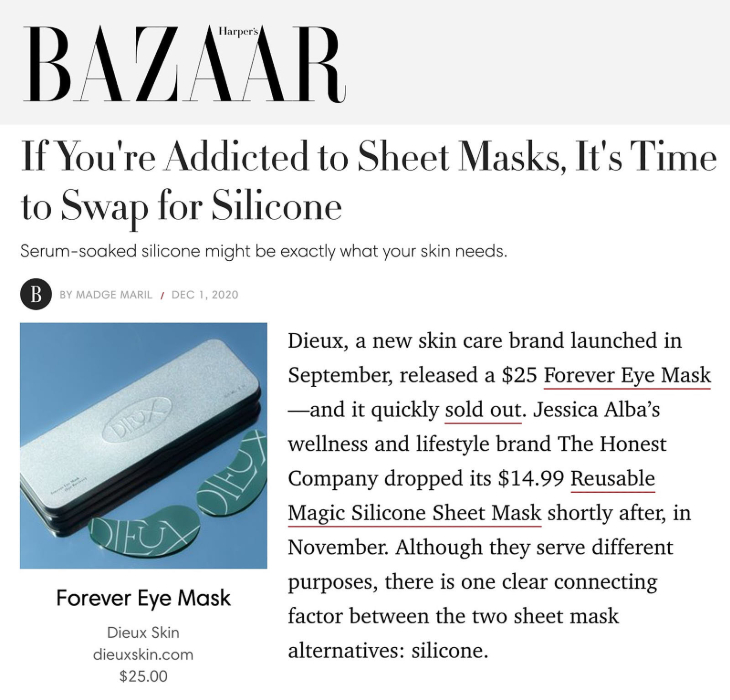 Harper's
BAZAAR
If You're Addicted to Sheet Masks, It's Time
to Swap for Silicone
Serum-soaked silicone might be exactly what your skin needs.
B BY MADGE MARIL / DEC 1, 2020
DIEUX
DIEUX
DIEUX
Forever Eye Mask
Dieux Skin
dieuxskin.com
$25.00
Dieux, a new skin care brand launched in
September, released a $25 Forever Eye Mask
—and it quickly sold out. Jessica Alba’s
wellness and lifestyle brand The Honest
Company dropped its $14.99 Reusable
Magic Silicone Sheet Mask shortly after, in
November. Although they serve different
purposes, there is one clear connecting
factor between the two sheet mask
alternatives: silicone.